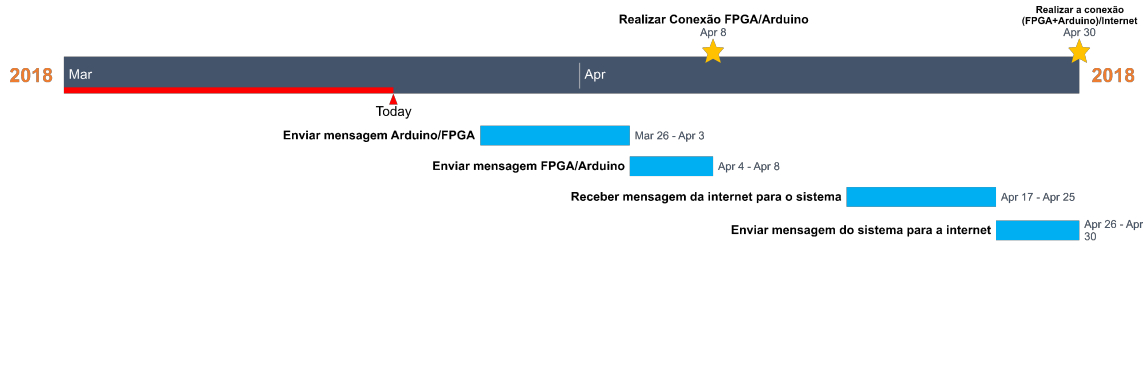 Realizar a conexão
(FPGA+Arduino)/Internet
Apr 30
Realizar Conexão FPGA/Arduino
Apr 8
2018
Mar
Apr
2018
Today
Enviar mensagem Arduino/FPGA
Mar 26 - Apr 3
Enviar mensagem FPGA/Arduino
Apr 4 - Apr 8
Receber mensagem da internet para o sistema
Apr 17 - Apr 25
Enviar mensagem do sistema para a internet
Apr 26 - Apr
30